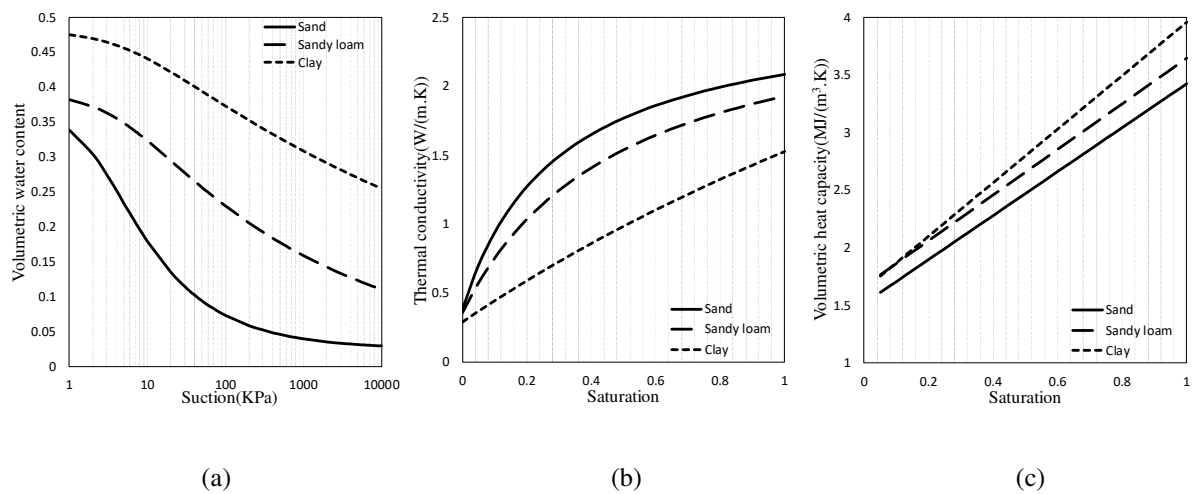 0.5
0.45
0.4
0.35
0.3
0.25
0.2
0.15
0.1
0.05
0
Volumetric water content
1 10 100 1000 10000
Suction(KPa)
Sand
Sandy loam
Clay
(a)
2.5
2
1.5
1
0.5
0
Thermal conductivity(W/(m.K)
0 0.2 0.4 0.6 0.8 1
Saturation
Sand
Sandy loam
Clay
(b)
4
3.5
3
2.5
2
1.5
1
Volumetric heat capacity(MJ/(m³.K))
0 0.2 0.4 0.6 0.8 1
Saturation
Sand
Sandy loam
Clay
(c)